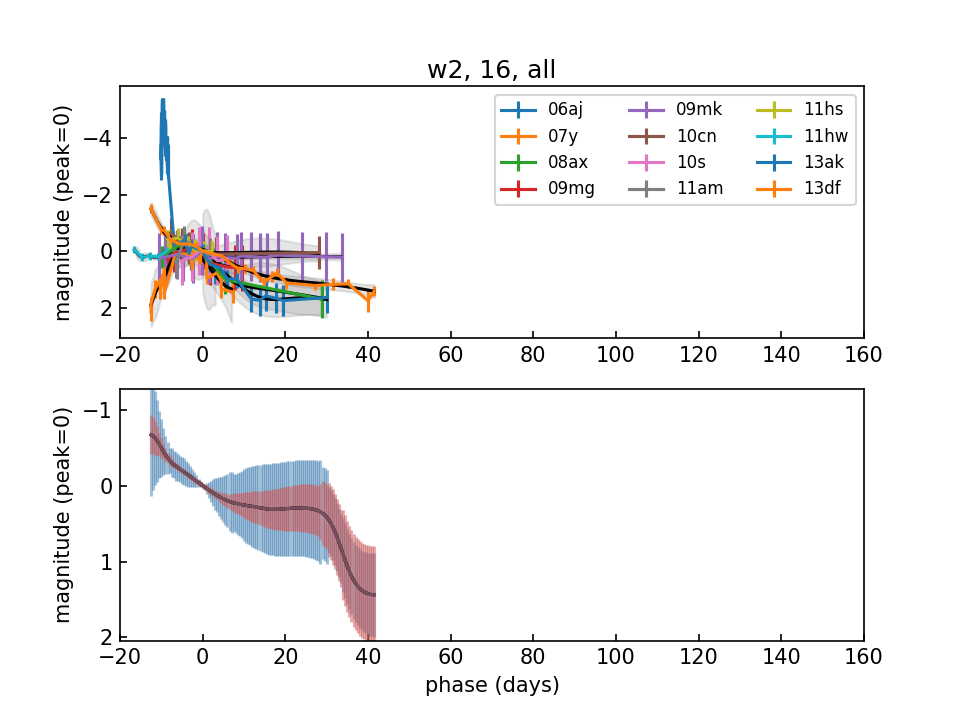 w2, 16, all
magnitude (peak=0)
−4
−2
0
2
06aj
07y
08ax
09mg
09mk
10cn
10s
11am
11hs
11hw
13ak
13df
−20 0 20 40 60 80 100 120 140 160
magnitude (peak=0)
−1
0
1
2
−20 0 20 40 60 80 100 120 140 160
phase (days)